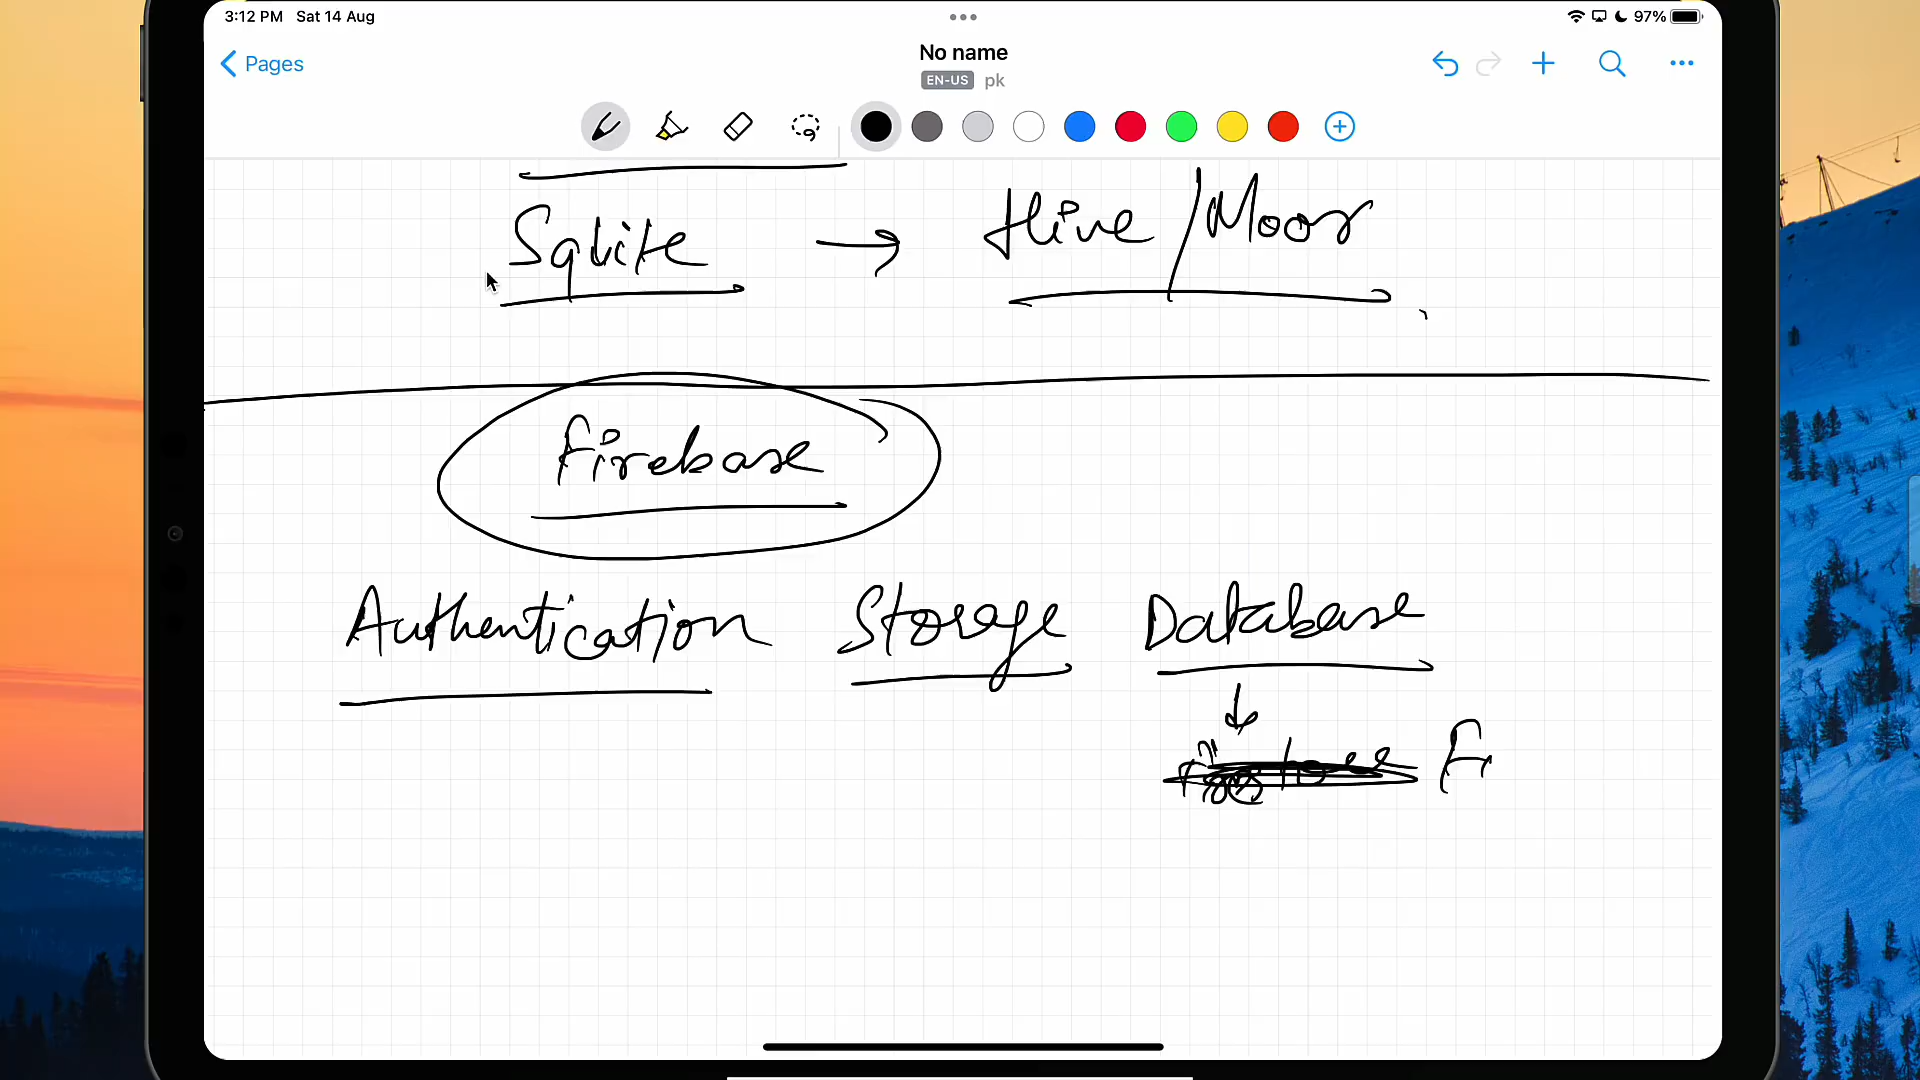 3:12 PM Sat 14 Aug 97%
Pages No name
EN-US pk
Sqlite → Hive/Moor
Firebase
Authentication Storage Database
↓
F